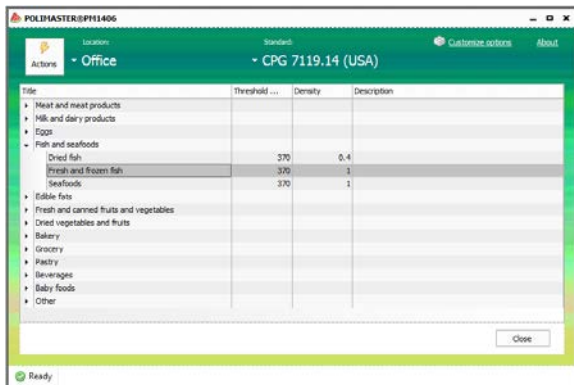 POLIMASTER®PM1406
Location: Standard: Customize options About
Actions Office CPG 7119.14 (USA)
Title Threshold ... Density Description
Meat and meat products
Milk and dairy products
Eggs
Fish and seafoods
Dried fish 370 0.4
Fresh and frozen fish 370 1
Seafoods 370 1
Edible fats
Fresh and canned fruits and vegetables
Dried vegetables and fruits
Bakery
Grocery
Pastry
Beverages
Baby foods
Other
Close
Ready